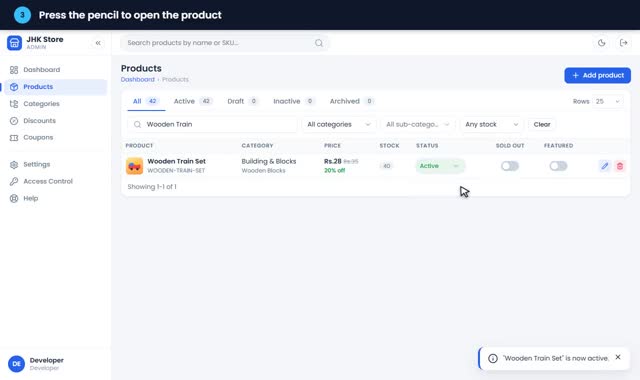 3 Press the pencil to open the product
JHK Store
ADMIN
Search products by name or SKU...
Dashboard
Products
Categories
Discounts
Coupons
Settings
Access Control
Help
DE Developer
Developer
Products
Dashboard › Products
+ Add product
All 42 Active 42 Draft 0 Inactive 0 Archived 0 Rows 25
Wooden Train All categories All sub-catego... Any stock Clear
PRODUCT CATEGORY PRICE STOCK STATUS SOLD OUT FEATURED
Wooden Train Set Building & Blocks Rs.28 Rs.35 40 Active
WOODEN-TRAIN-SET Wooden Blocks 20% off
Showing 1-1 of 1
"Wooden Train Set" is now active.